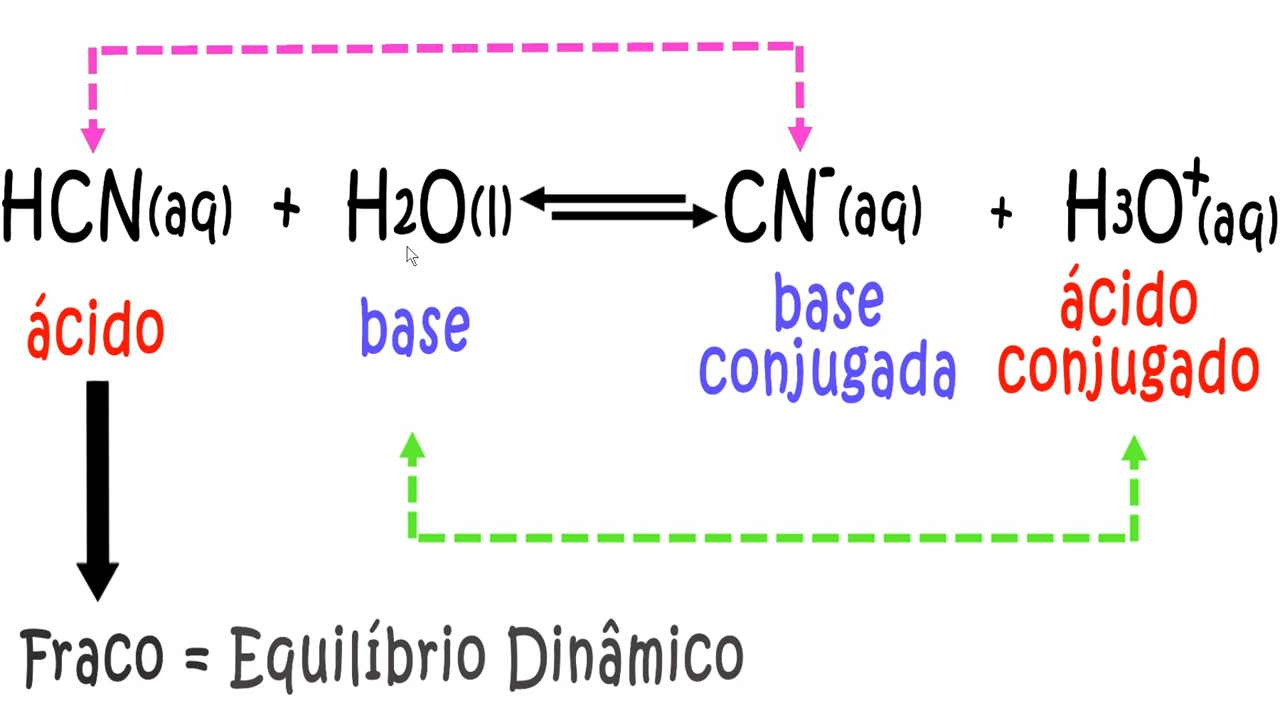 HCN(aq) + H2O(l) ⇌ CN-(aq) + H3O+(aq)
ácido base base conjugada ácido conjugado
Fraco = Equilíbrio Dinâmico